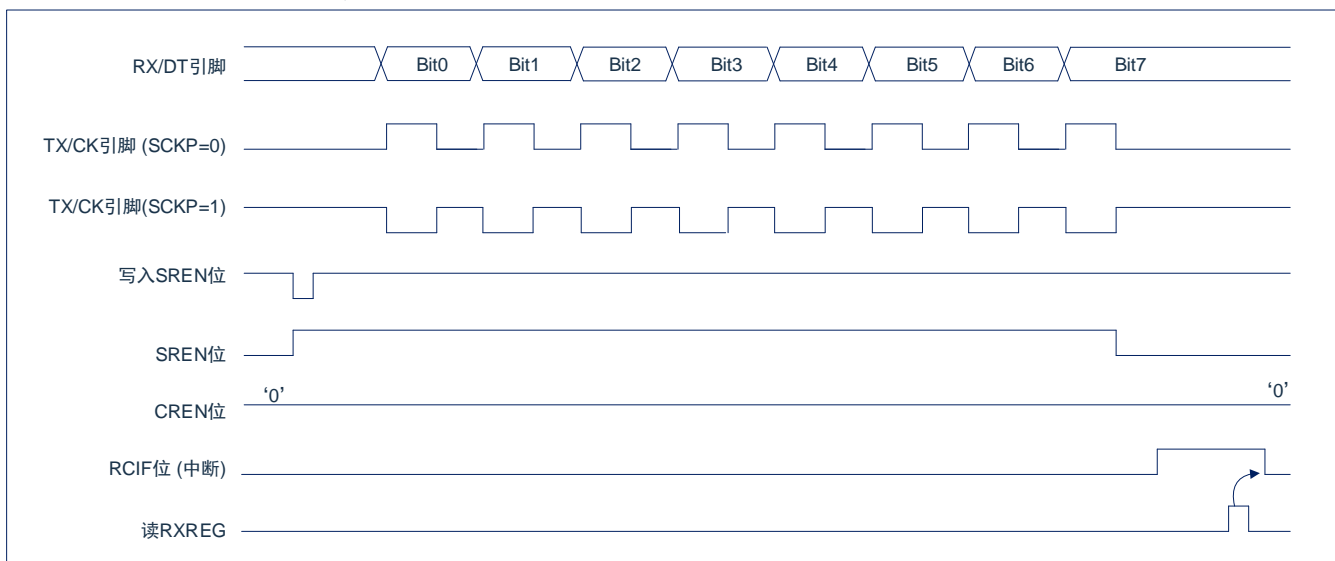 RX/DT引脚 Bit0 Bit1 Bit2 Bit3 Bit4 Bit5 Bit6 Bit7
TX/CK引脚 (SCKP=0)
TX/CK引脚(SCKP=1)
写入SREN位
SREN位
‘0’ ‘0’
CREN位
RCIF位 (中断)
读RXREG